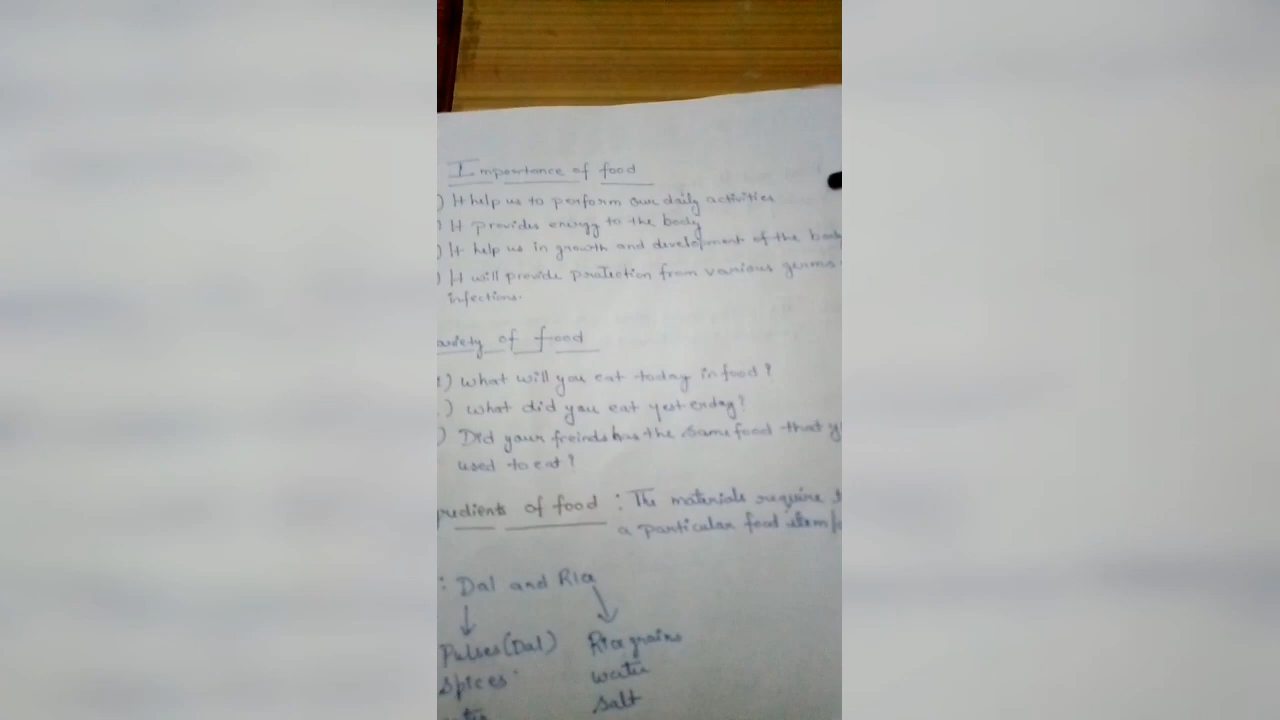 Importance of food
) It help us to perform our daily activities
) It provides energy to the body
) It help us in growth and development of the body
) It will provide protection from various germs
infections.
ariety of food
) what will you eat today in food?
) what did you eat yesterday?
) Did your freinds has the same food that y
used to eat?
gredients of food : The materials require
a particular food item
: Dal and Rice
Pulses (Dal) Rice grains
Spices water
salt